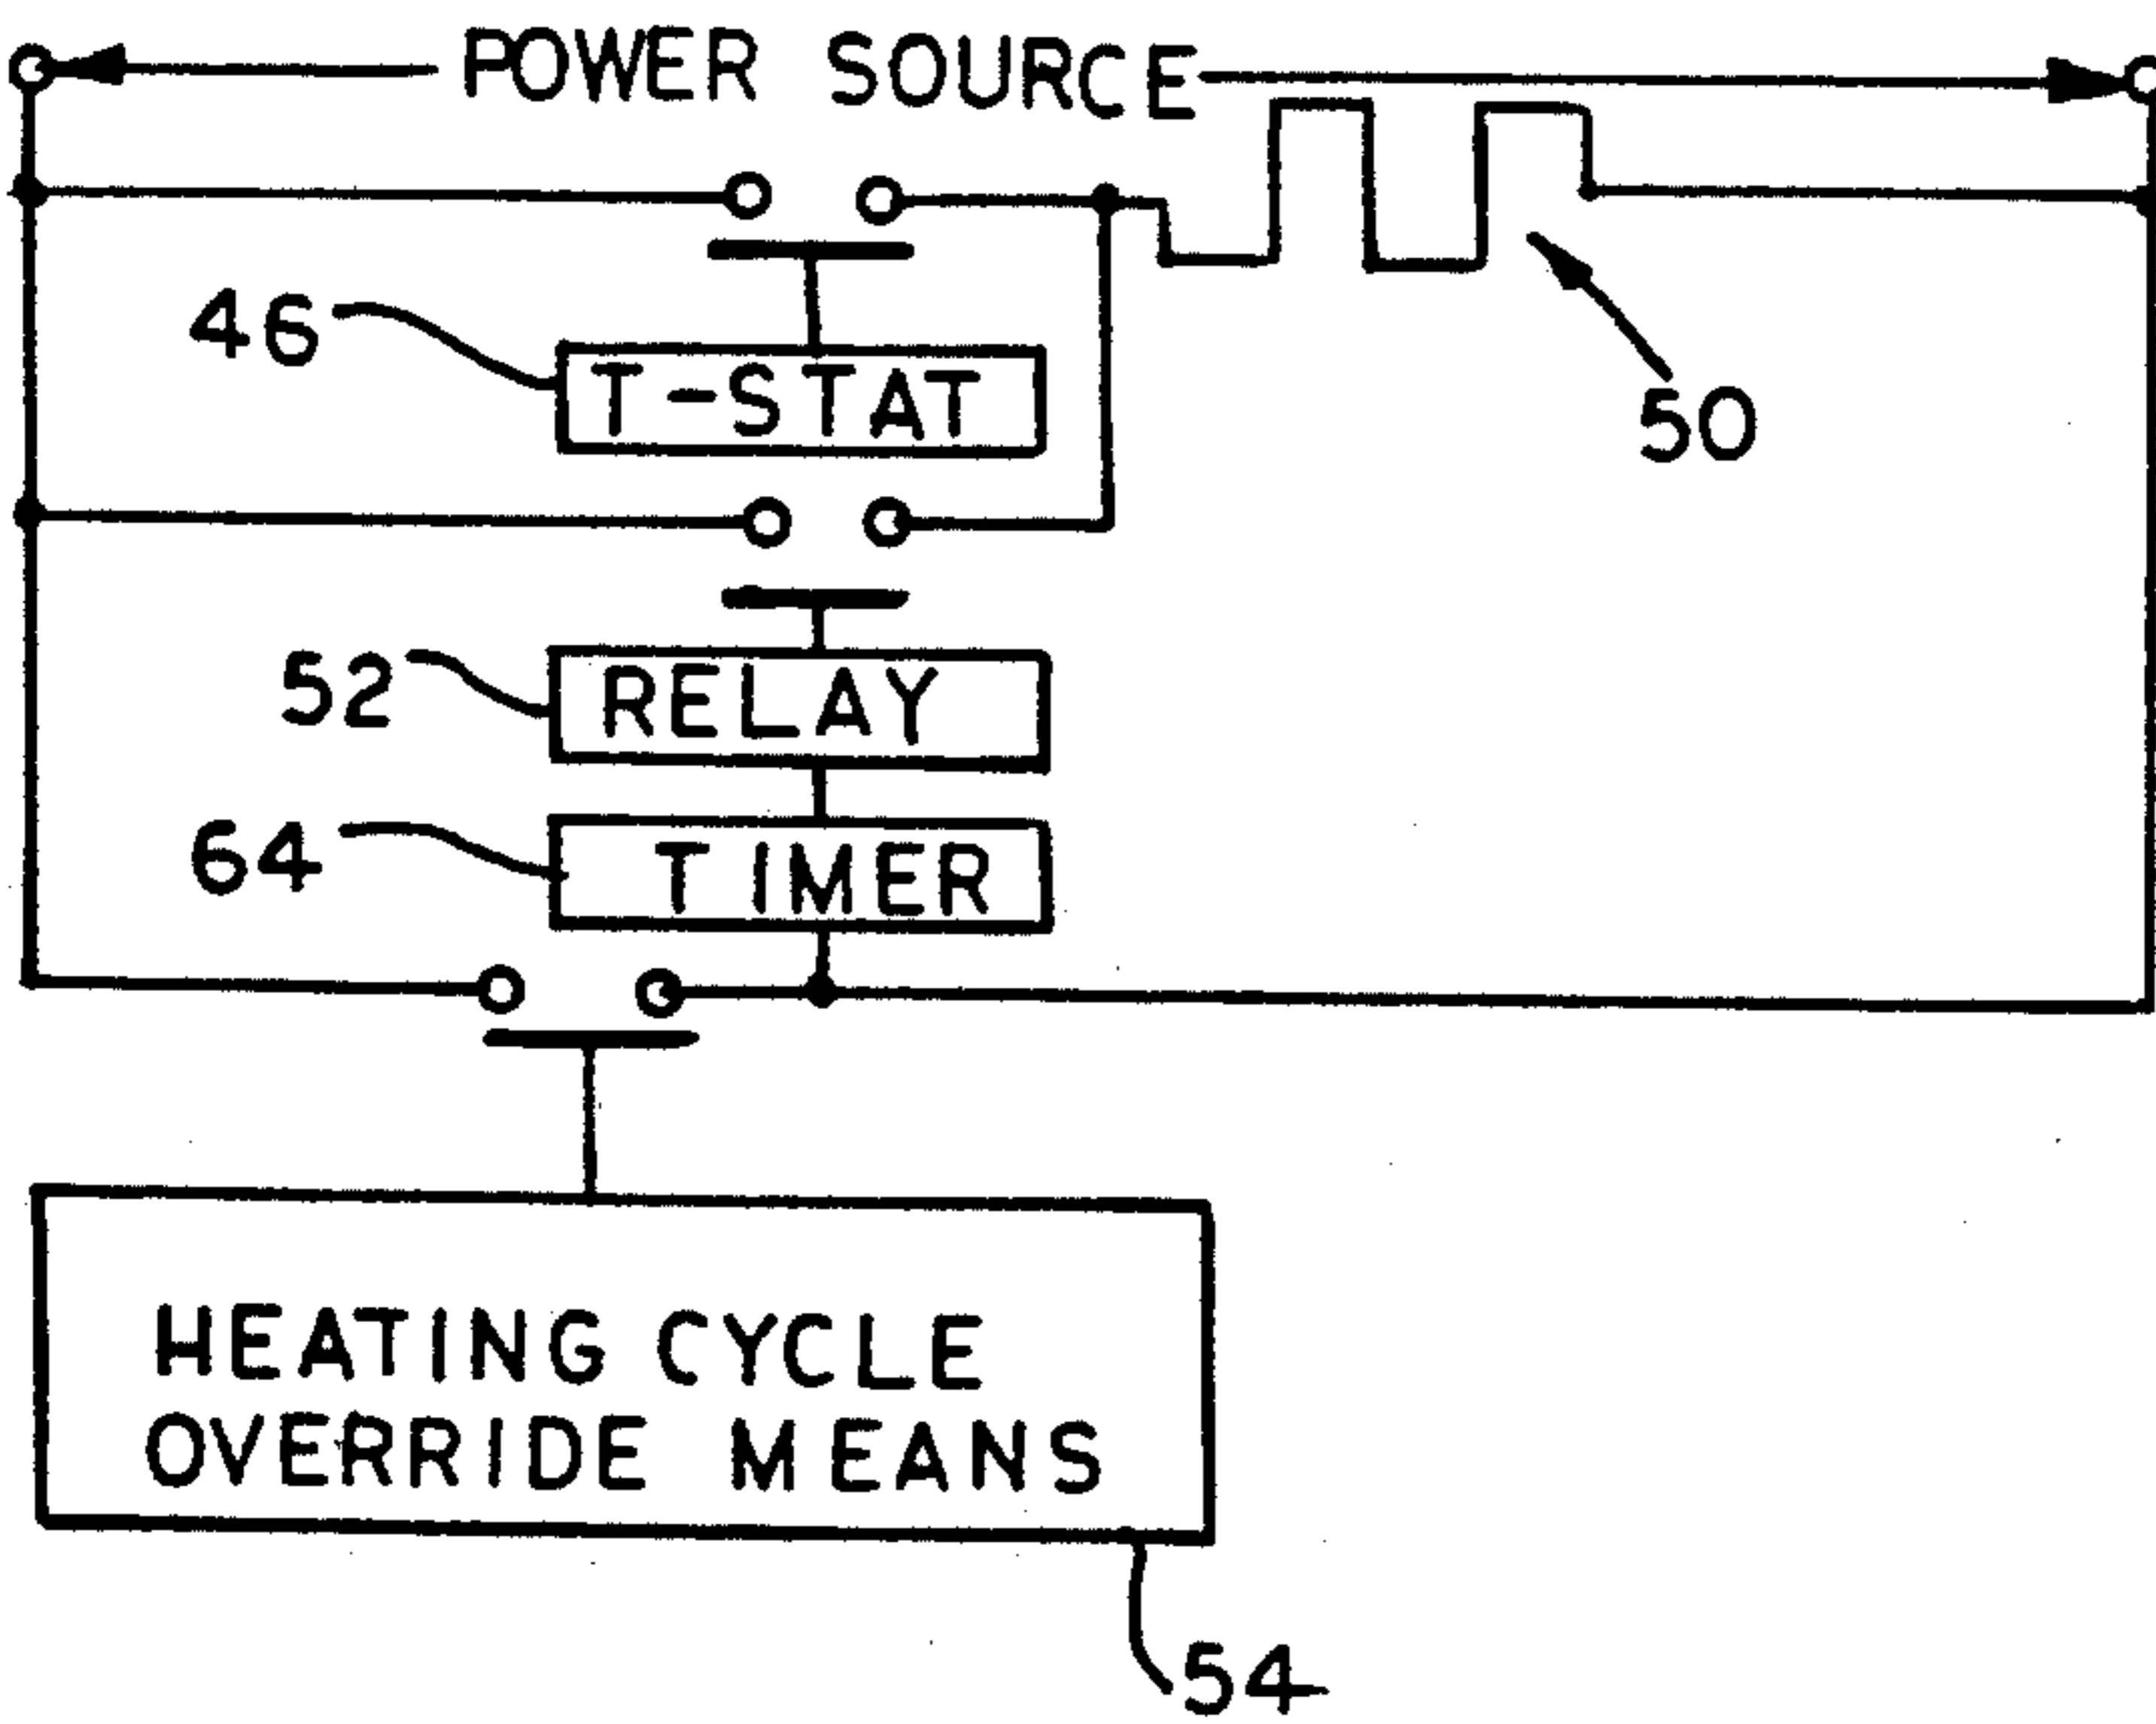 POWER SOURCE
46
T-STAT
50
52
RELAY
64
TIMER
HEATING CYCLE
OVERRIDE MEANS
54